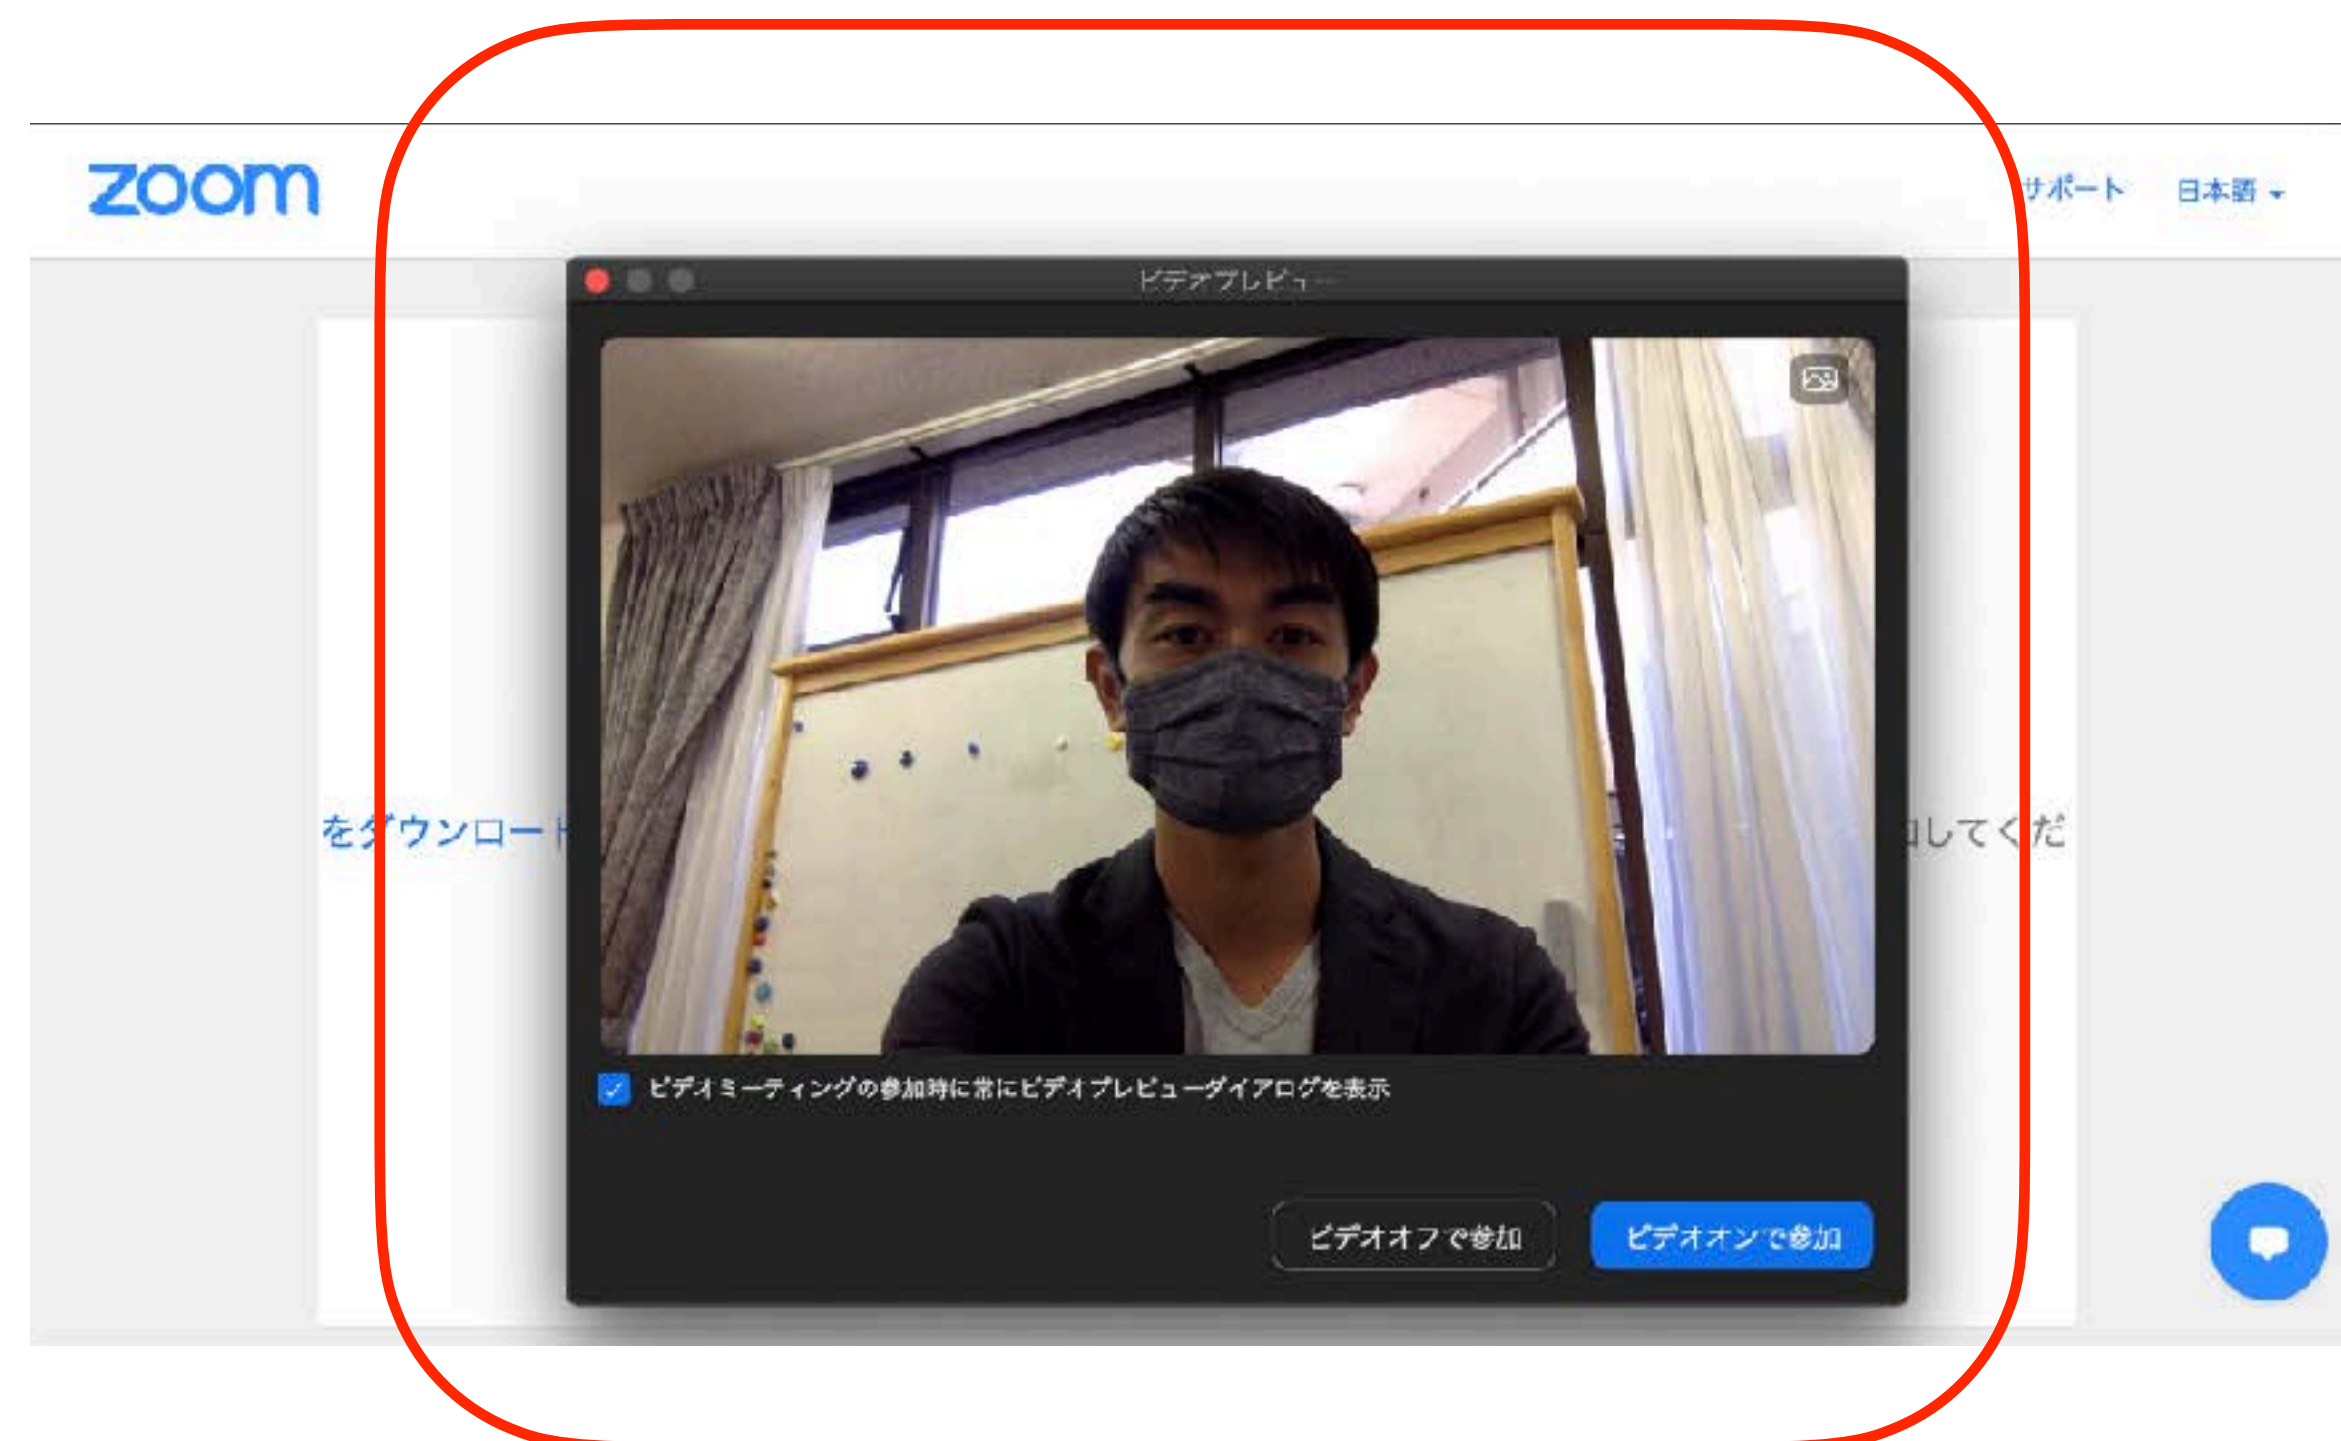 zoom
サポート 日本語
ビデオプレビュー
をダウンロード
してくだ
ビデオミーティングの参加時に常にビデオプレビューダイアログを表示
ビデオオフで参加 ビデオオンで参加